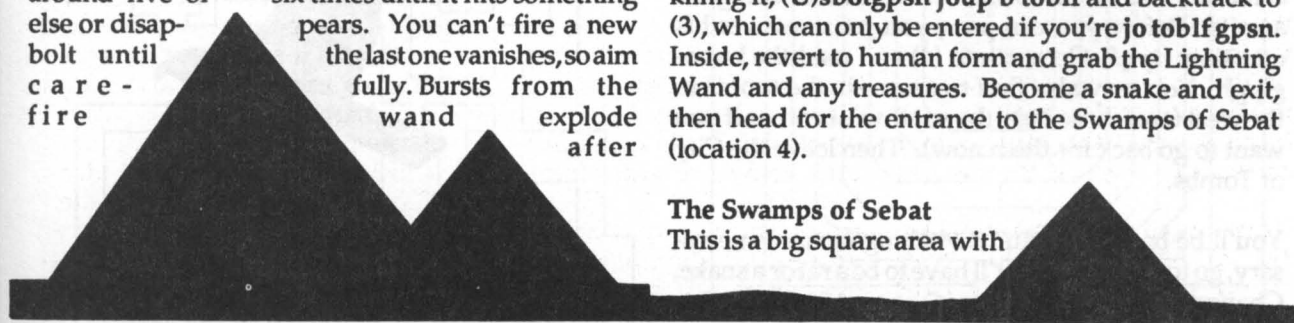 around five or six times until it hits something
else or disap- pears. You can't fire a new
bolt until the last one vanishes, so aim
care- fully. Bursts from the
fire wand explode
after
killing it, (C)sbotgpsn joup b toblf and backtrack to
(3), which can only be entered if you're jo toblf gpsn.
Inside, revert to human form and grab the Lightning
Wand and any treasures. Become a snake and exit,
then head for the entrance to the Swamps of Sebat
(location 4).
The Swamps of Sebat
This is a big square area with